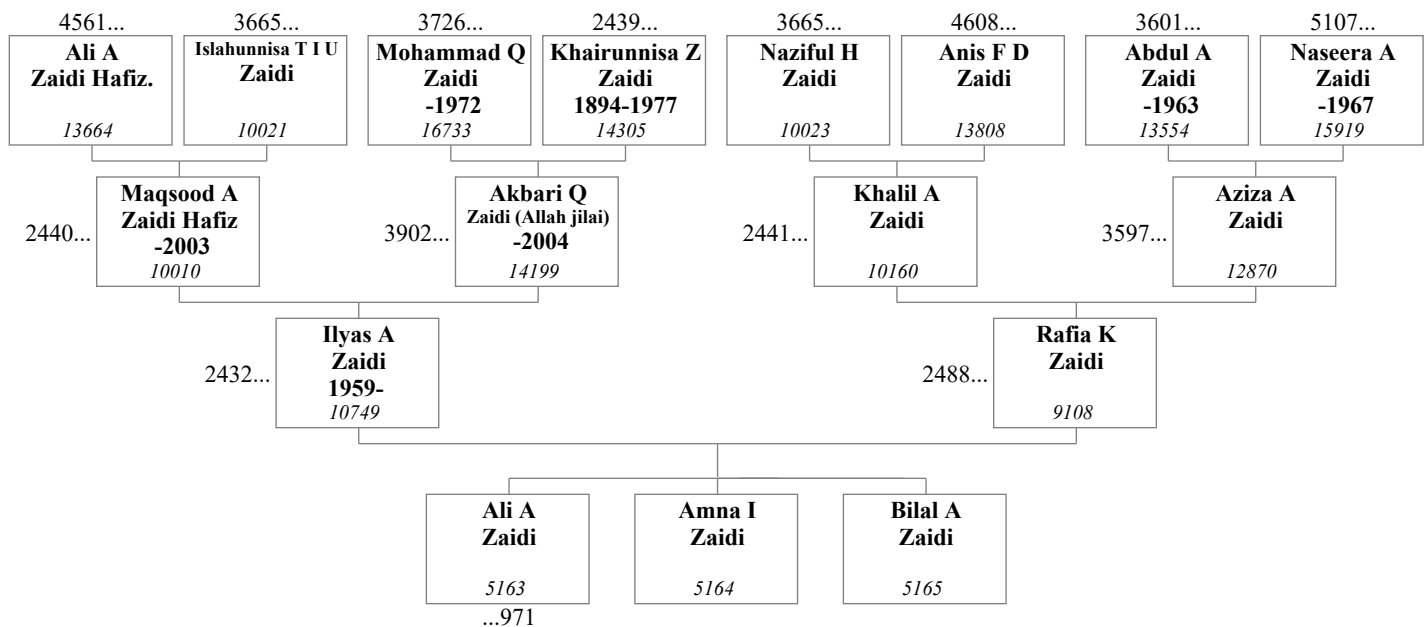 4561... 3665... 3726... 2439... 3665... 4608... 3601... 5107...
Ali A
Zaidi Hafiz.
13664
Islahunnisa T I U
Zaidi
10021
Mohammad Q
Zaidi
-1972
16733
Khairunnisa Z
Zaidi
1894-1977
14305
Naziful H
Zaidi
10023
Anis F D
Zaidi
13808
Abdul A
Zaidi
-1963
13554
Naseera A
Zaidi
-1967
15919
2440...
Maqsood A
Zaidi Hafiz
-2003
10010
3902...
Akbari Q
Zaidi (Allah jilai)
-2004
14199
2441...
Khalil A
Zaidi
10160
3597...
Aziza A
Zaidi
12870
2432...
Ilyas A
Zaidi
1959-
10749
2488...
Rafia K
Zaidi
9108
Ali A
Zaidi
5163
Amna I
Zaidi
5164
Bilal A
Zaidi
5165
...971